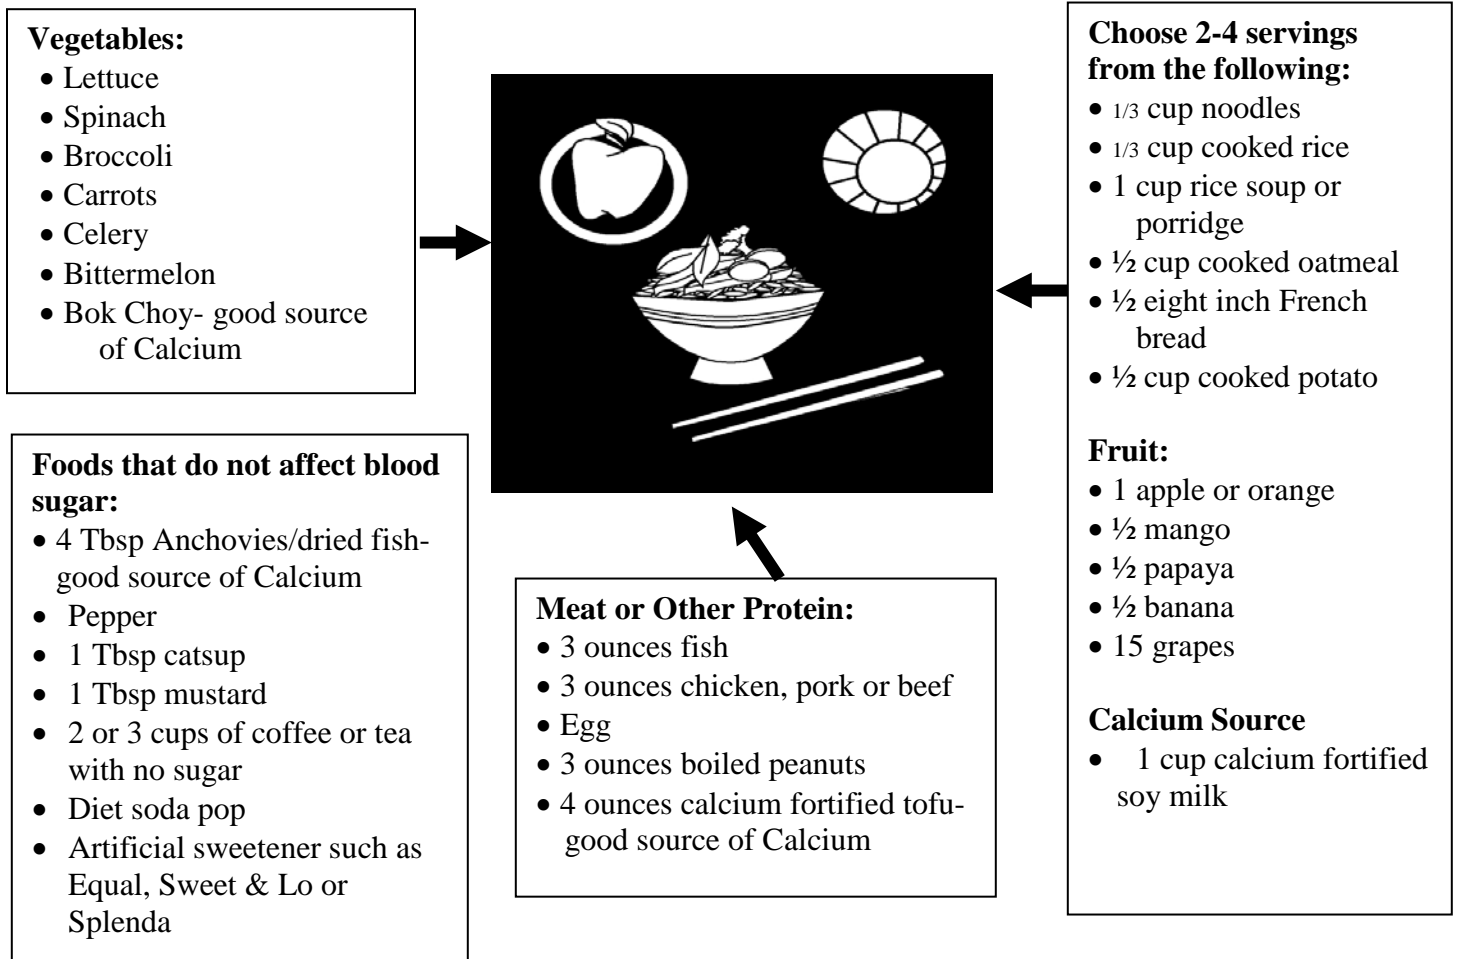 Vegetables:
• Lettuce
• Spinach
• Broccoli
• Carrots
• Celery
• Bittermelon
• Bok Choy- good source
of Calcium
Foods that do not affect blood
sugar:
• 4 Tbsp Anchovies/dried fish-
good source of Calcium
• Pepper
• 1 Tbsp catsup
• 1 Tbsp mustard
• 2 or 3 cups of coffee or tea
with no sugar
• Diet soda pop
• Artificial sweetener such as
Equal, Sweet & Lo or
Splenda
Meat or Other Protein:
• 3 ounces fish
• 3 ounces chicken, pork or beef
• Egg
• 3 ounces boiled peanuts
• 4 ounces calcium fortified tofu-
good source of Calcium
Choose 2-4 servings
from the following:
• 1/3 cup noodles
• 1/3 cup cooked rice
• 1 cup rice soup or
porridge
• ½ cup cooked oatmeal
• ½ eight inch French
bread
• ½ cup cooked potato
Fruit:
• 1 apple or orange
• ½ mango
• ½ papaya
• ½ banana
• 15 grapes
Calcium Source
• 1 cup calcium fortified
soy milk